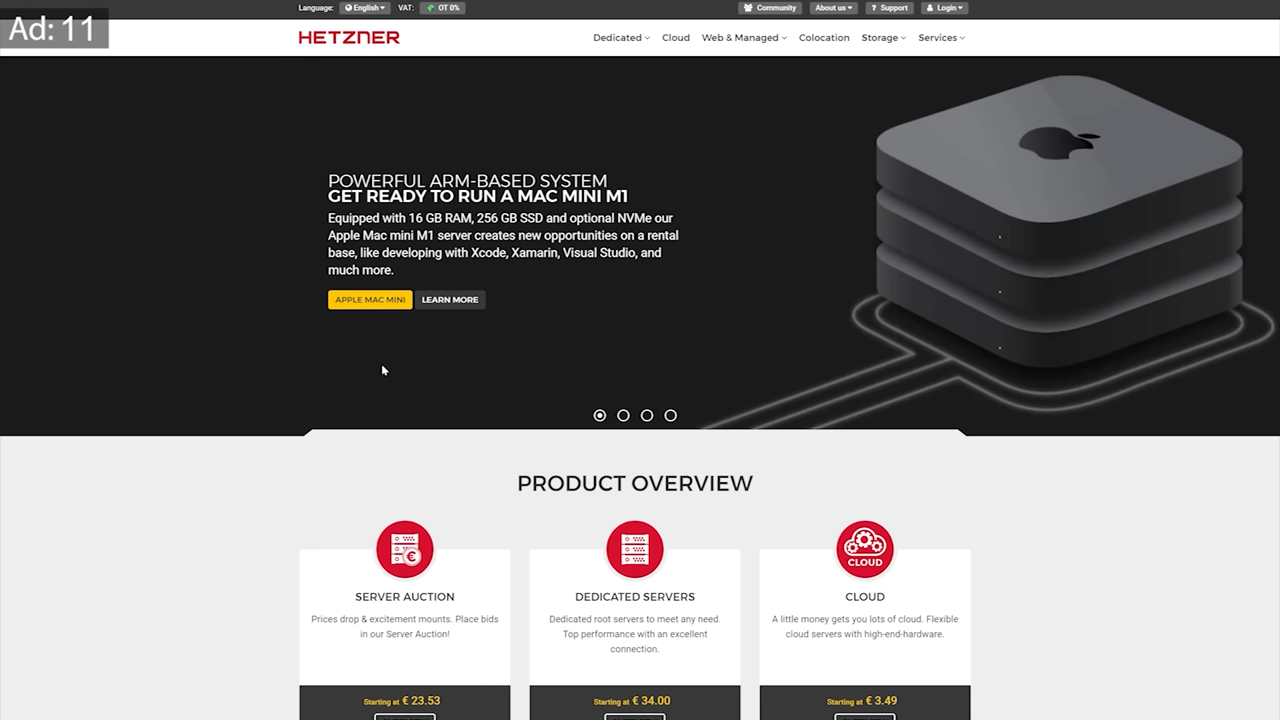 Language: English VAT: OT 0% Community About us ? Support Login
Ad: 11
HETZNER Dedicated Cloud Web & Managed Colocation Storage Services
POWERFUL ARM-BASED SYSTEM
GET READY TO RUN A MAC MINI M1
Equipped with 16 GB RAM, 256 GB SSD and optional NVMe our
Apple Mac mini M1 server creates new opportunities on a rental
base, like developing with Xcode, Xamarin, Visual Studio, and
much more.
APPLE MAC MINI LEARN MORE
PRODUCT OVERVIEW
€
SERVER AUCTION
Prices drop & excitement mounts. Place bids
in our Server Auction!
Starting at € 23.53
DEDICATED SERVERS
Dedicated root servers to meet any need.
Top performance with an excellent
connection.
Starting at € 34.00
CLOUD
CLOUD
A little money gets you lots of cloud. Flexible
cloud servers with high-end-hardware.
Starting at € 3.49